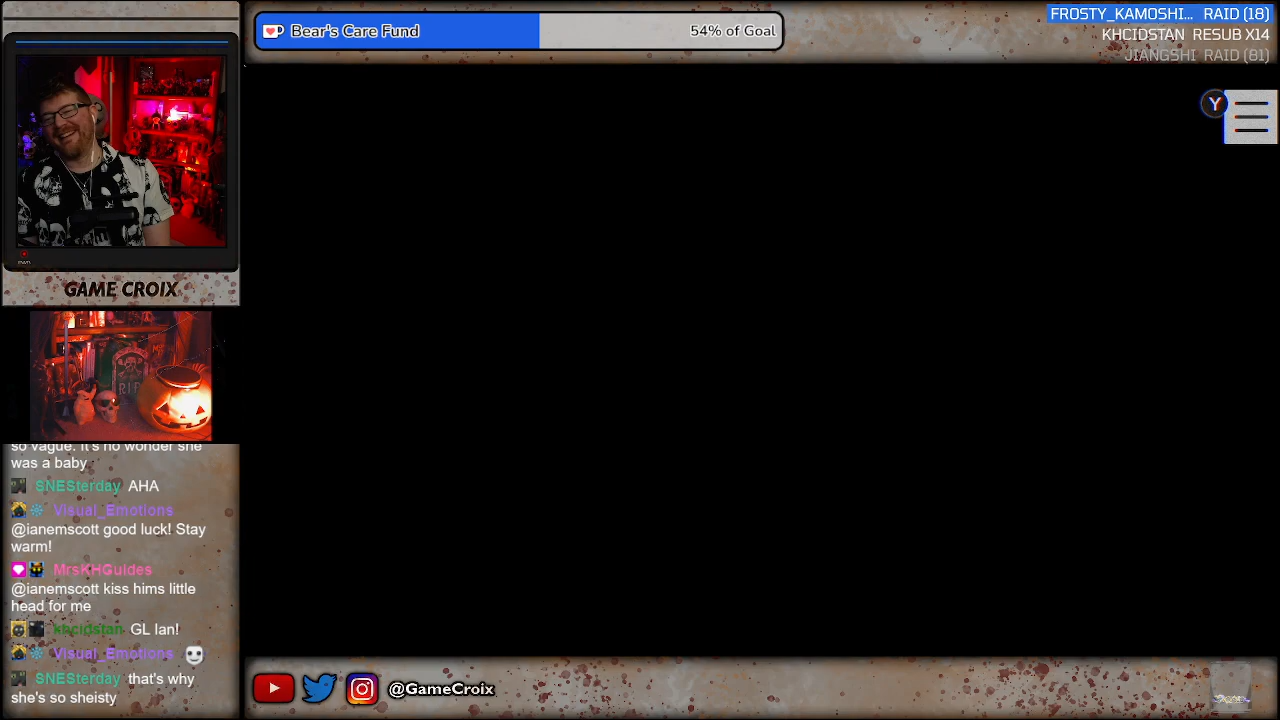 Bear's Care Fund
54% of Goal
FROSTY_KAMOSHI... RAID (18)
KHCIDSTAN RESUB X14
JIANGSHI RAID (81)
Y
GAME CROIX
RIP
so vague. It's no wonder she
was a baby
SNESterday AHA
Visual_Emotions
@ianemscott good luck! Stay
warm!
MrsKHGuides
@ianemscott kiss hims little
head for me
khcidstan GL Ian!
Visual_Emotions
SNESterday that's why
she's so sheisty
@GameCroix